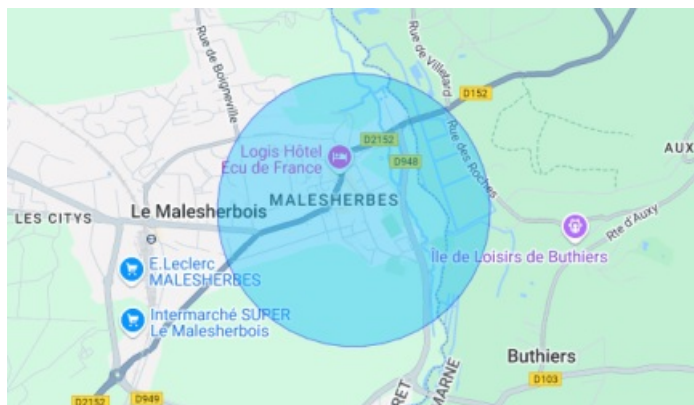 Rue de Boigneville
Rue de Villetard
D152
D2152
Logis Hôtel
Ecu de France
D948
Rue des Roches
AUX
MALESHERBES
LES CITYS
Le Malesherbois
Rte d'Auxy
Île de Loisirs de Buthiers
E.Leclerc
MALESHERBES
Intermarché SUPER
Le Malesherbois
Buthiers
D103
D2152
D949
RET
MARNE